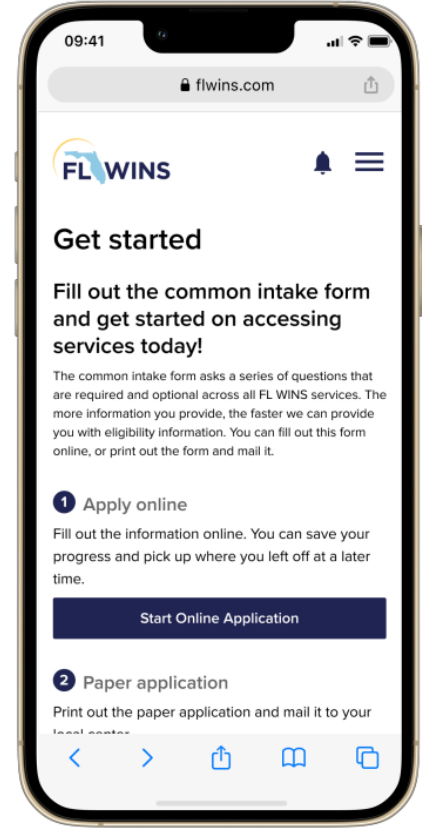 09:41
flwins.com
FL WINS
Get started
Fill out the common intake form
and get started on accessing
services today!
The common intake form asks a series of questions that
are required and optional across all FL WINS services. The
more information you provide, the faster we can provide
you with eligibility information. You can fill out this form
online, or print out the form and mail it.
1 Apply online
Fill out the information online. You can save your
progress and pick up where you left off at a later
time.
Start Online Application
2 Paper application
Print out the paper application and mail it to your
local center